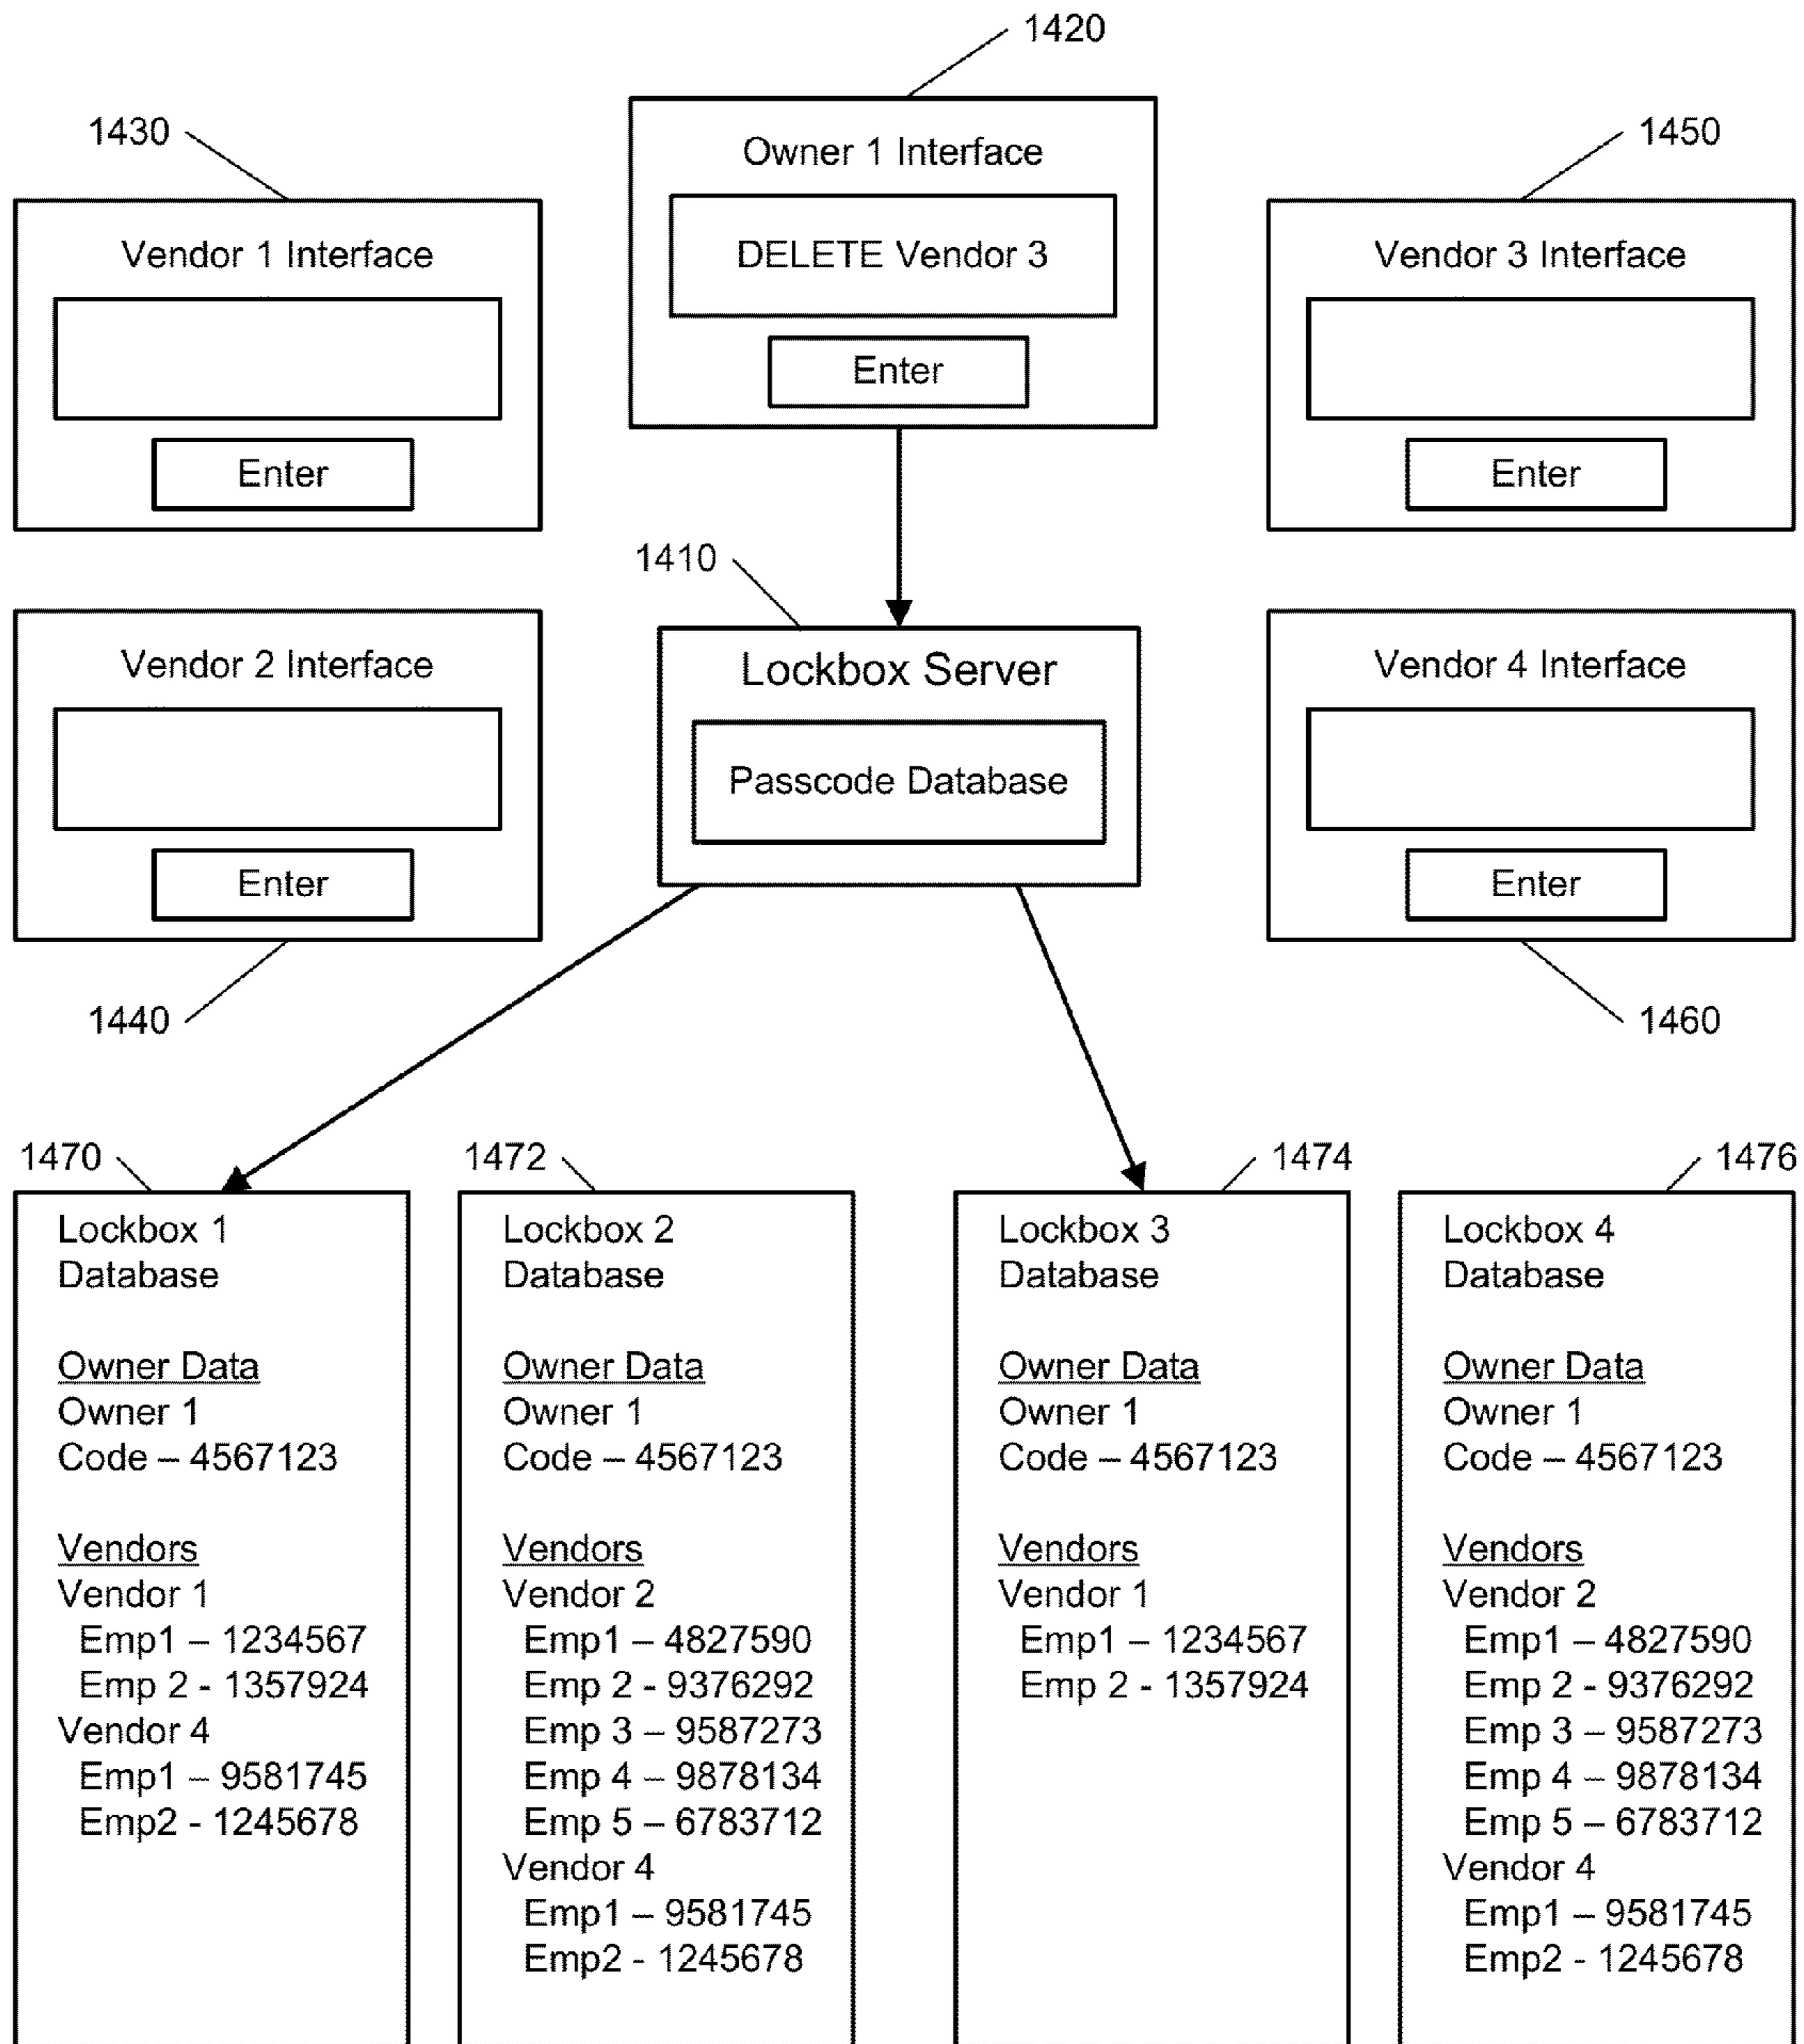 1420
1430
1450
Owner 1 Interface
DELETE Vendor 3
Enter
Vendor 1 Interface
Enter
Vendor 3 Interface
Enter
1410
Vendor 2 Interface
Enter
Lockbox Server
Passcode Database
Vendor 4 Interface
Enter
1440
1460
1470
1472
1474
1476
Lockbox 1
Database
Owner Data
Owner 1
Code – 4567123
Vendors
Vendor 1
Emp1 – 1234567
Emp 2 - 1357924
Vendor 4
Emp1 – 9581745
Emp2 - 1245678
Lockbox 2
Database
Owner Data
Owner 1
Code – 4567123
Vendors
Vendor 2
Emp1 – 4827590
Emp 2 - 9376292
Emp 3 – 9587273
Emp 4 – 9878134
Emp 5 – 6783712
Vendor 4
Emp1 – 9581745
Emp2 - 1245678
Lockbox 3
Database
Owner Data
Owner 1
Code – 4567123
Vendors
Vendor 1
Emp1 – 1234567
Emp 2 - 1357924
Lockbox 4
Database
Owner Data
Owner 1
Code – 4567123
Vendors
Vendor 2
Emp1 – 4827590
Emp 2 - 9376292
Emp 3 – 9587273
Emp 4 – 9878134
Emp 5 – 6783712
Vendor 4
Emp1 – 9581745
Emp2 - 1245678